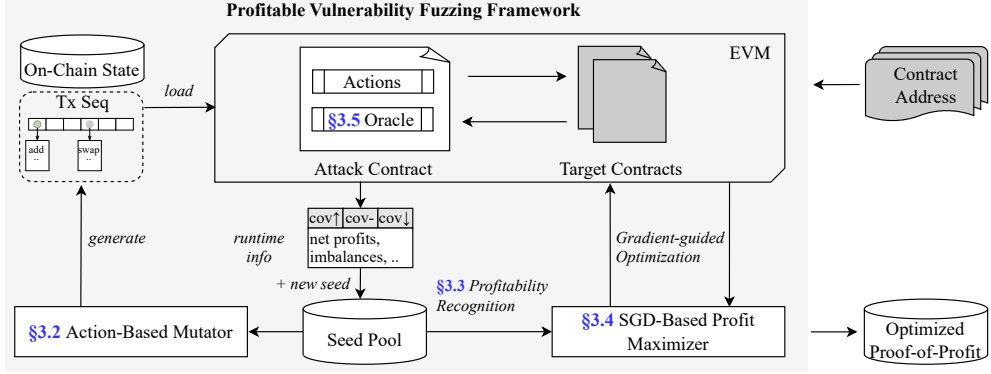 Profitable Vulnerability Fuzzing Framework
On-Chain State
Tx Seq
add
..
swap
..
load
EVM
Actions
§3.5 Oracle
Attack Contract
Target Contracts
Contract
Address
generate
runtime
info
cov↑ cov- cov↓
net profits,
imbalances, ..
+ new seed
Gradient-guided
Optimization
§3.2 Action-Based Mutator
Seed Pool
§3.3 Profitability
Recognition
§3.4 SGD-Based Profit
Maximizer
Optimized
Proof-of-Profit